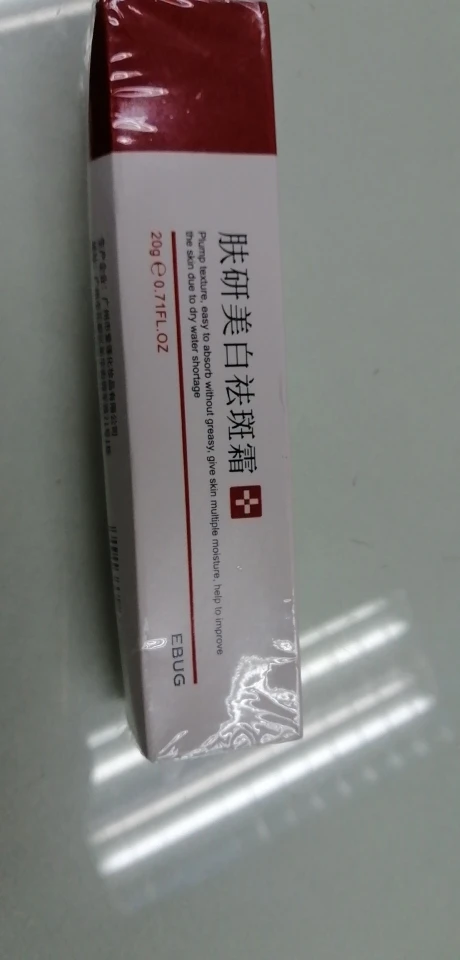 肤研美白祛斑霜
Plump texture, easy to absorb without greasy, give skin multiple moisture, help to improve
the skin due to dry water shortage
20g ℮ 0.71FL.OZ
EBUG